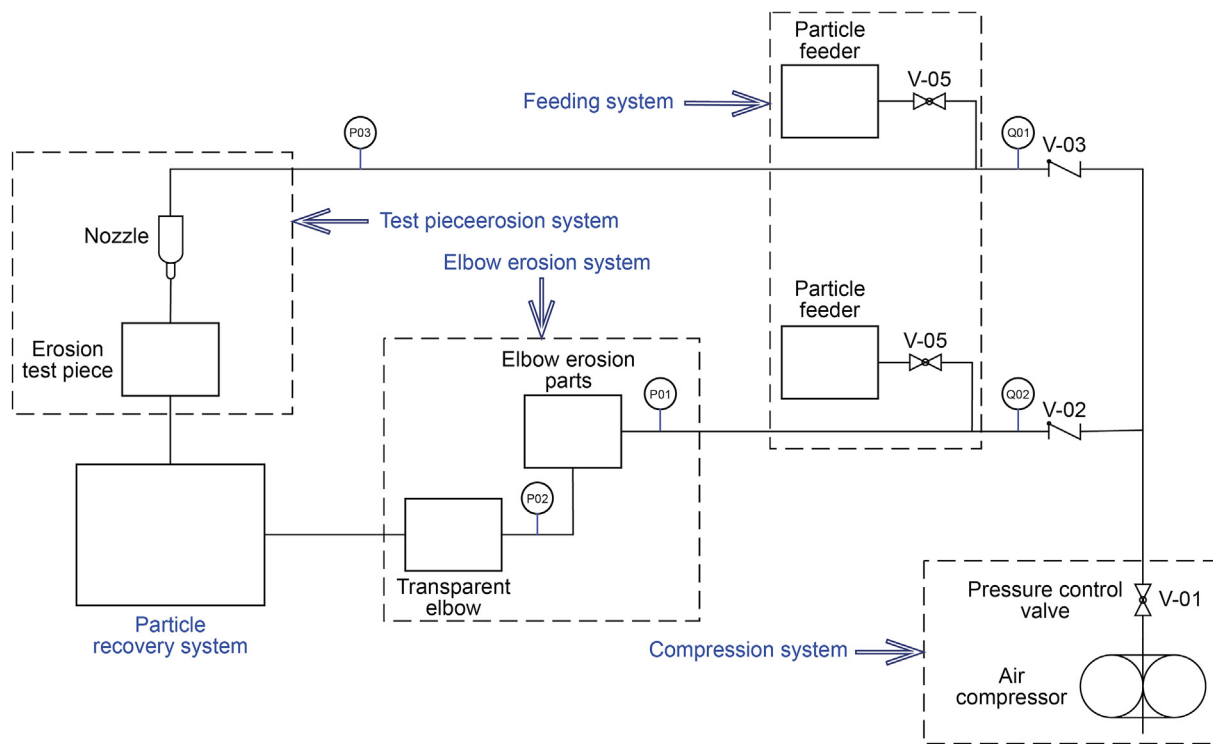 Particle
feeder
V-05
Feeding system
P03
Q01
V-03
Test pieceerosion system
Nozzle
Elbow erosion system
Particle
feeder
V-05
Erosion
test piece
Elbow erosion
parts
P01
Q02
V-02
P02
Transparent
elbow
Pressure control
valve
V-01
Particle
recovery system
Compression system
Air
compressor